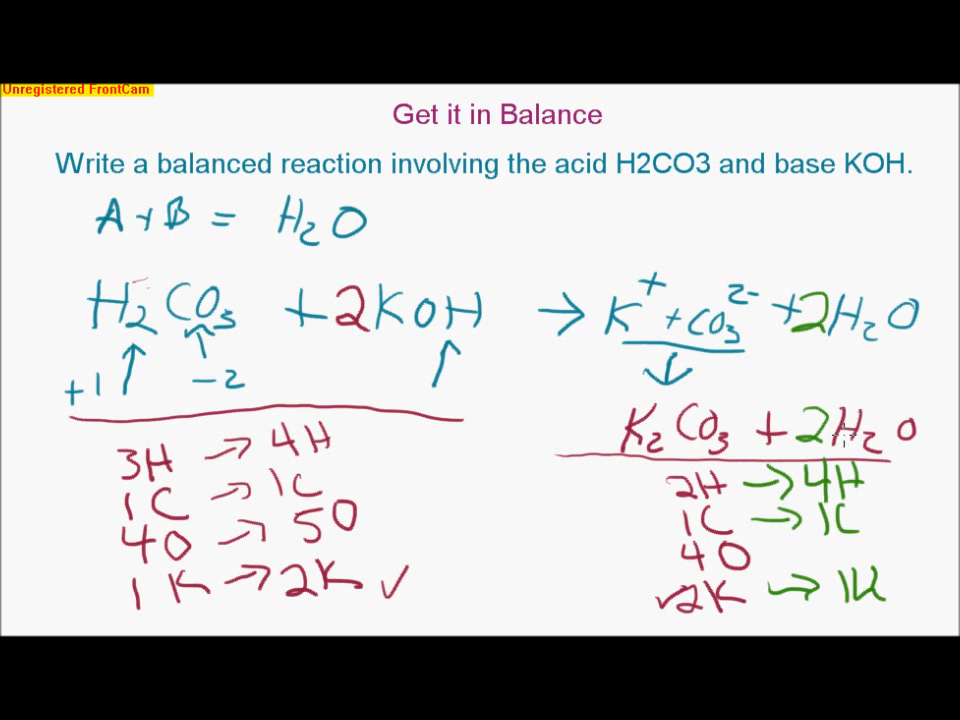 Unregistered FrontCam
Get it in Balance
Write a balanced reaction involving the acid H2CO3 and base KOH.
A + B = H2O
H2CO3 + 2KOH → K+ + CO3 2- + 2H2O
+1 -2
K2CO3 + 2H2O
3H → 4H
1C → 1C
4O → 5O
1K → 2K ✓
2H → 4H
1C → 1C
4O
✓2K →